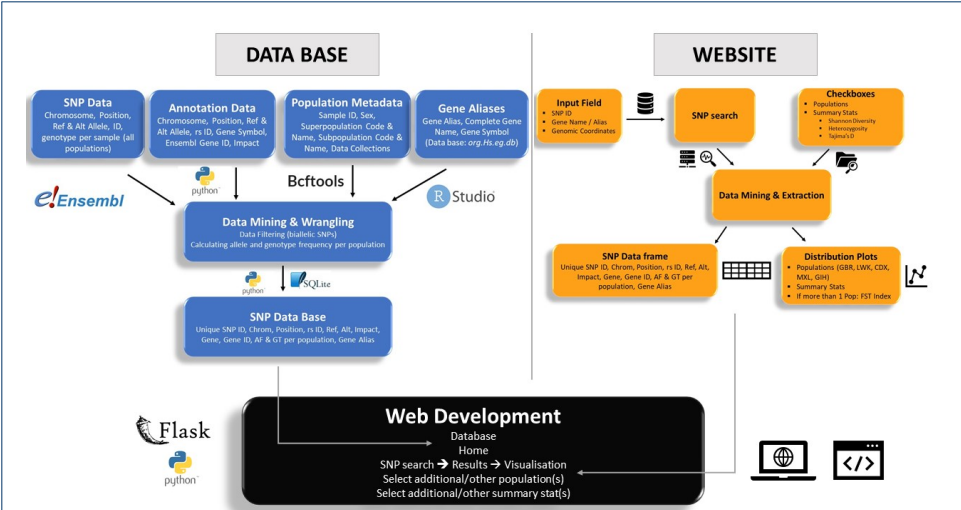 DATA BASE
WEBSITE
SNP Data
Chromosome, Position,
Ref & Alt Allele, ID,
genotype per sample (all
populations)
Annotation Data
Chromosome, Position, Ref &
Alt Allele, rs ID, Gene Symbol,
Ensembl Gene ID, Impact
Population Metadata
Sample ID, Sex,
Superpopulation Code &
Name, Subpopulation Code &
Name, Data Collections
Gene Aliases
Gene Alias, Complete Gene
Name, Gene Symbol
(Data base: org.Hs.eg.db)
e!Ensembl
python
Bcftools
R Studio
Data Mining & Wrangling
Data Filtering (biallelic SNPs)
Calculating allele and genotype frequency per population
python
SQLite
SNP Data Base
Unique SNP ID, Chrom, Position, rs ID, Ref, Alt, Impact,
Gene, Gene ID, AF & GT per population, Gene Alias
Input Field
• SNP ID
• Gene Name / Alias
• Genomic Coordinates
SNP search
Checkboxes
• Populations
• Summary Stats
• Shannon Diversity
• Heterozygosity
• Tajima's D
Data Mining & Extraction
SNP Data frame
Unique SNP ID, Chrom, Position, rs ID, Ref, Alt,
Impact, Gene, Gene ID, AF & GT per
population, Gene Alias
Distribution Plots
• Populations (GBR, LWK, CDX,
MXL, GIH)
• Summary Stats
• If more than 1 Pop: FST Index
Flask
python
Web Development
Database
Home
SNP search → Results → Visualisation
Select additional/other population(s)
Select additional/other summary stat(s)
</>